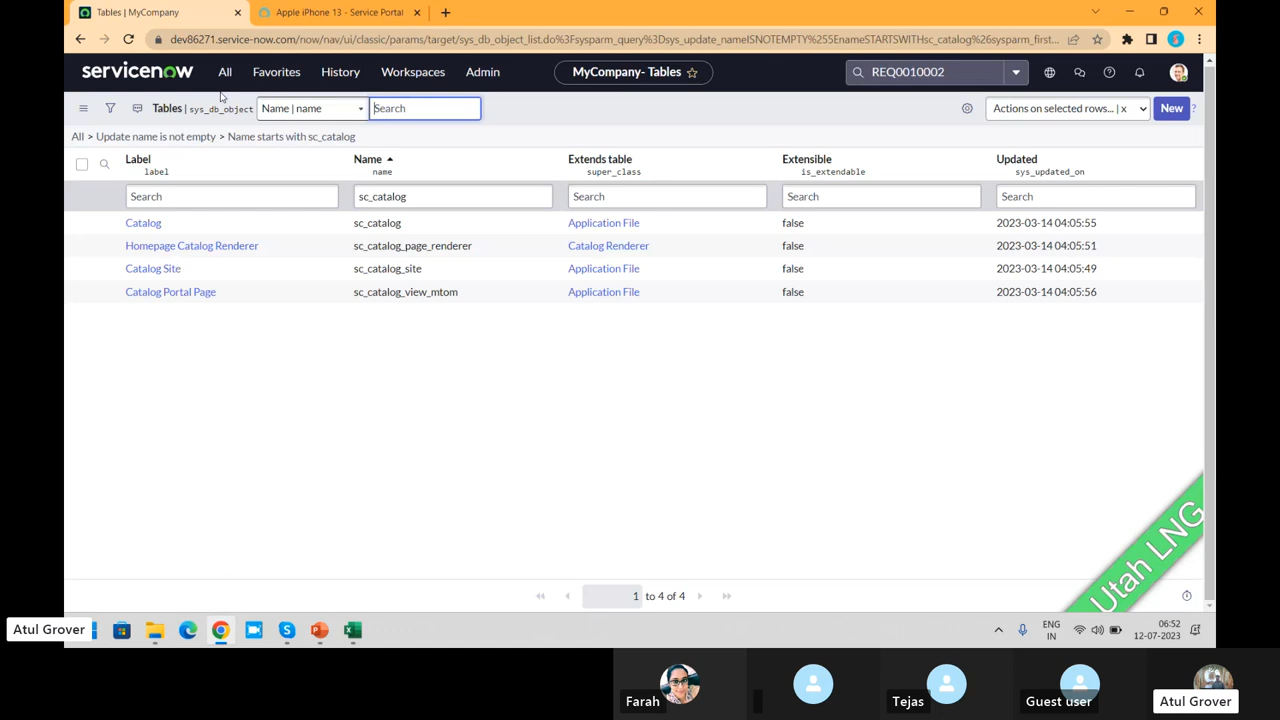 Tables | MyCompany
Apple iPhone 13 - Service Portal
dev86271.service-now.com/now/nav/ui/classic/params/target/sys_db_object_list.do%3Fsysparm_query%3Dsys_update_nameISNOTEMPTY%255EnameSTARTSWITHsc_catalog%26sysparm_first...
servicenow All Favorites History Workspaces Admin MyCompany- Tables REQ0010002
Tables | sys_db_object Name | name Search Actions on selected rows... | x New ?
All > Update name is not empty > Name starts with sc_catalog
Label Name Extends table Extensible Updated
label name super_class is_extendable sys_updated_on
Search sc_catalog Search Search Search
Catalog sc_catalog Application File false 2023-03-14 04:05:55
Homepage Catalog Renderer sc_catalog_page_renderer Catalog Renderer false 2023-03-14 04:05:51
Catalog Site sc_catalog_site Application File false 2023-03-14 04:05:49
Catalog Portal Page sc_catalog_view_mtom Application File false 2023-03-14 04:05:56
Utah LNG
1 to 4 of 4
Atul Grover
ENG
IN
06:52
12-07-2023
Farah
Tejas
Guest user
Atul Grover